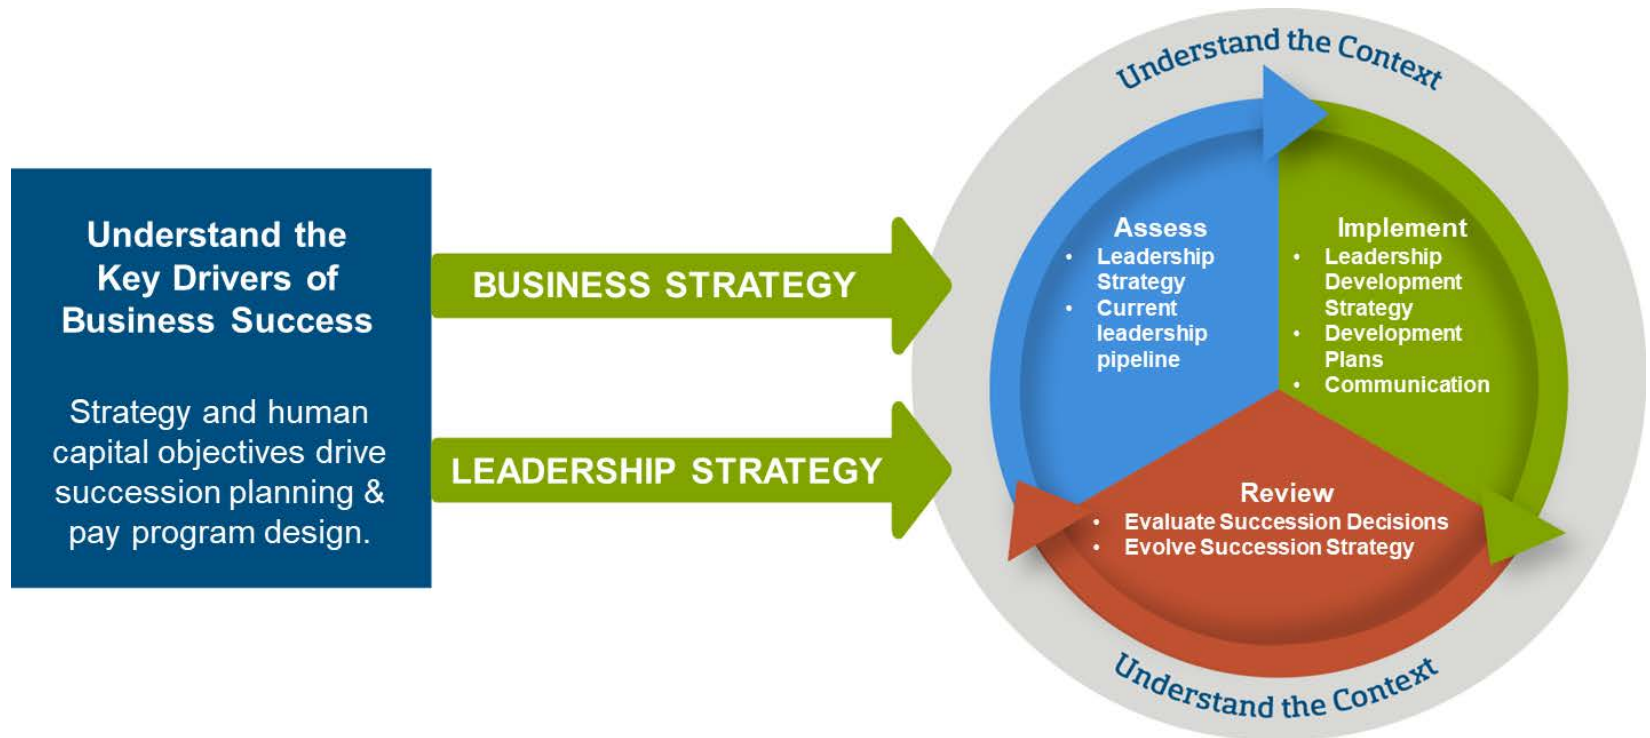 Understand the
Key Drivers of
Business Success
Strategy and human
capital objectives drive
succession planning &
pay program design.
BUSINESS STRATEGY
LEADERSHIP STRATEGY
Understand the Context
Assess
• Leadership
Strategy
• Current
leadership
pipeline
Implement
• Leadership
Development
Strategy
• Development
Plans
• Communication
Review
• Evaluate Succession Decisions
• Evolve Succession Strategy
Understand the Context